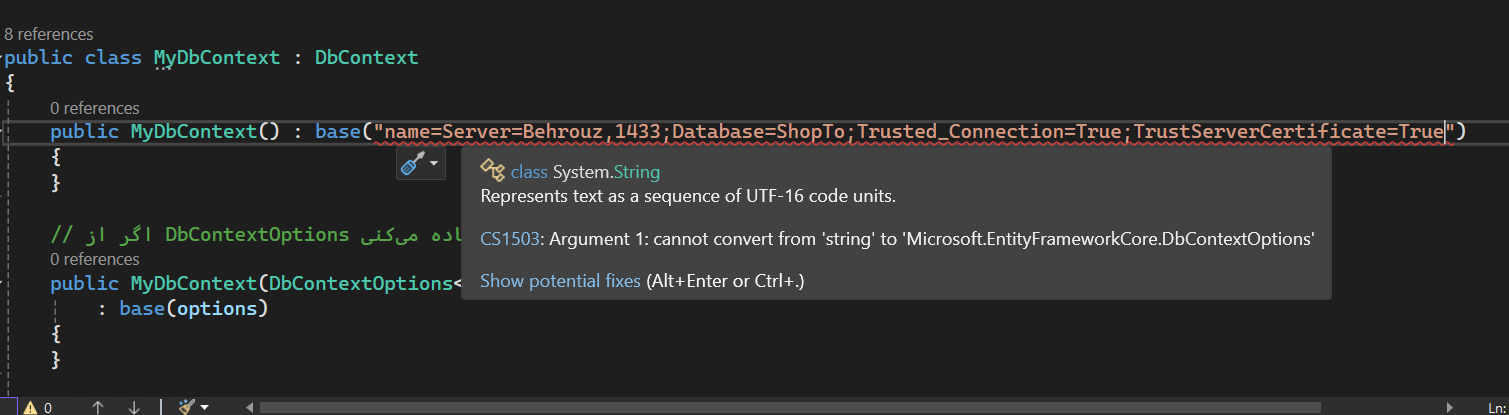 8 references
public class MyDbContext : DbContext
{
0 references
public MyDbContext() : base("name=Server=Behrouz,1433;Database=ShopTo;Trusted_Connection=True;TrustServerCertificate=True")
{
}
class System.String
Represents text as a sequence of UTF-16 code units.
CS1503: Argument 1: cannot convert from 'string' to 'Microsoft.EntityFrameworkCore.DbContextOptions'
Show potential fixes (Alt+Enter or Ctrl+.)
// اگر از DbContextOptions می‌کنی
0 references
public MyDbContext(DbContextOptions<
: base(options)
{
}
0
Ln: